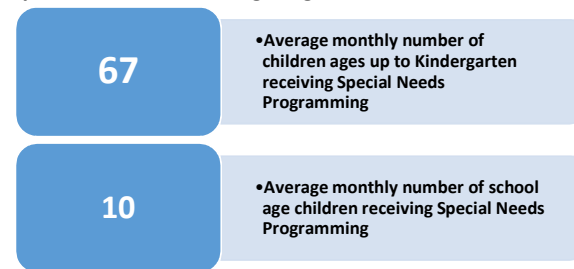 67
•Average monthly number of
children ages up to Kindergarten
receiving Special Needs
Programming
10
•Average monthly number of school
age children receiving Special Needs
Programming